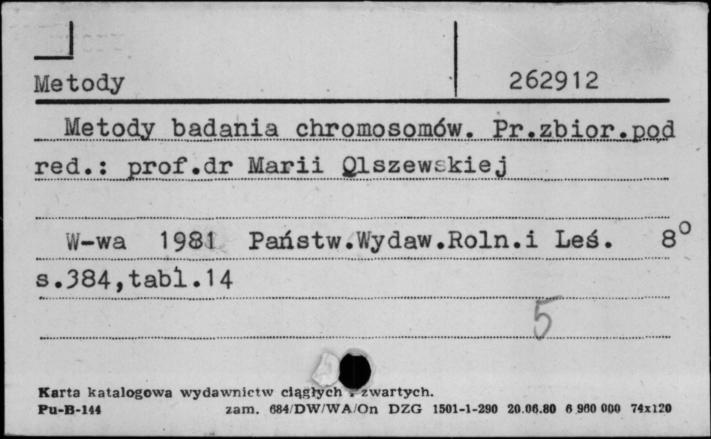 Metody 262912
Metody badania chromosomów. Pr.zbior.pod
red.: prof.dr Marii Olszewskiej
W-wa 1981 Państw.Wydaw.Roln.i Leś. 8°
s.384,tabl.14
5
Karta katalogowa wydawnictw ciągłych i zwartych.
Pu-B-144 zam. 684/DW/WA/On DZG 1501-1-290 20.06.80 6 960 000 74x120